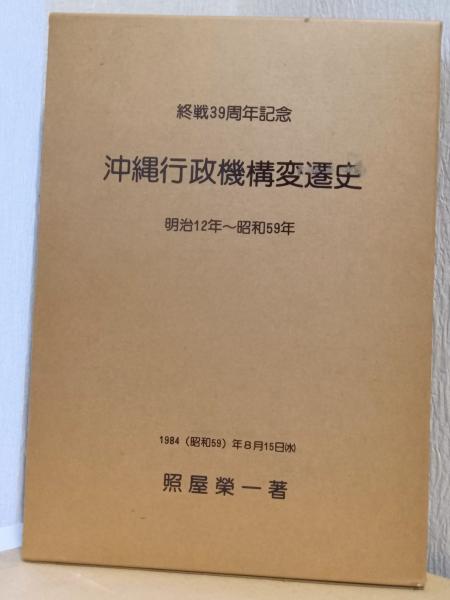 終戦39周年記念
沖縄行政機構変遷史
明治12年～昭和59年
1984（昭和59）年8月15日㈬
照屋榮一著